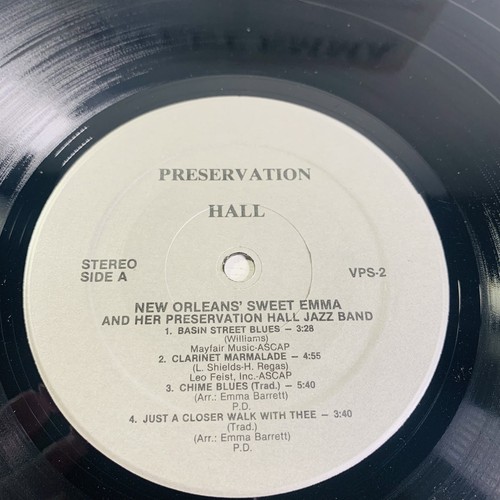 PRESERVATION
HALL
STEREO
SIDE A
VPS-2
NEW ORLEANS' SWEET EMMA
AND HER PRESERVATION HALL JAZZ BAND
1. BASIN STREET BLUES – 3:28
(Williams)
Mayfair Music-ASCAP
2. CLARINET MARMALADE – 4:55
(L. Shields-H. Regas)
Leo Feist, Inc.-ASCAP
3. CHIME BLUES (Trad.) – 5:40
(Arr.: Emma Barrett)
P.D.
4. JUST A CLOSER WALK WITH THEE – 3:40
(Trad.)
(Arr.: Emma Barrett)
P.D.